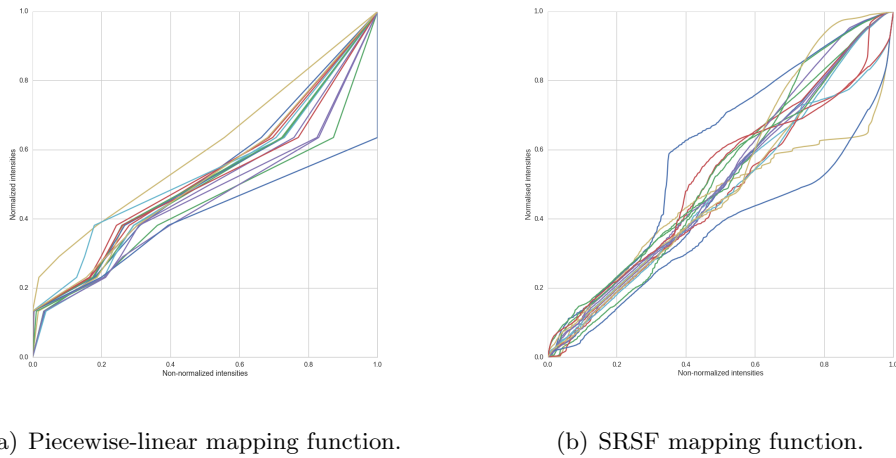 1.0
0.8
0.6
0.4
0.2
0.0
Normalized intensities
0.0 0.2 0.4 0.6 0.8 1.0
Non-normalized intensities
1.0
0.8
0.6
0.4
0.2
0.0
Normalized intensities
0.0 0.2 0.4 0.6 0.8 1.0
Non-normalized intensities
a) Piecewise-linear mapping function.
(b) SRSF mapping function.